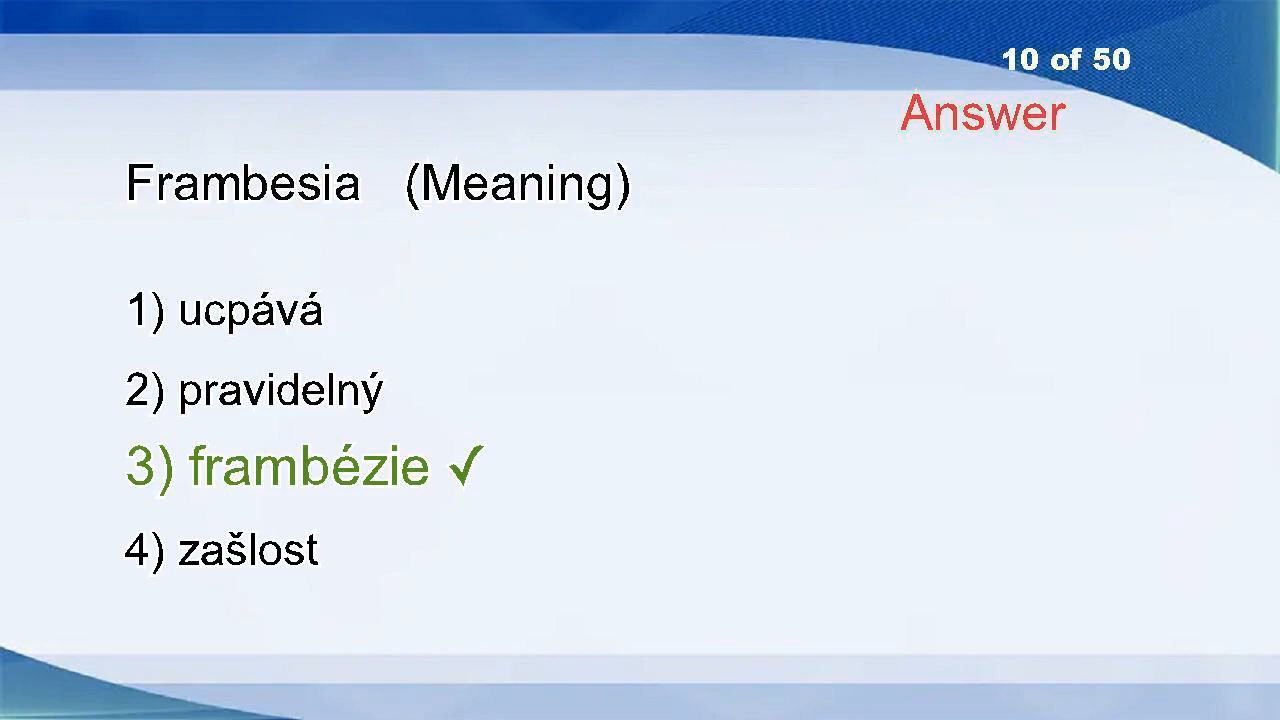 10 of 50
Answer
Frambesia (Meaning)
1) ucpává
2) pravidelný
3) frambézie ✓
4) zašlost